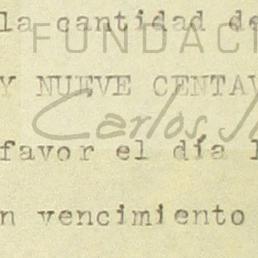 la cantidad de
FUNDACI
Y NUEVE CENTAV
Carlos
favor el día
n vencimiento